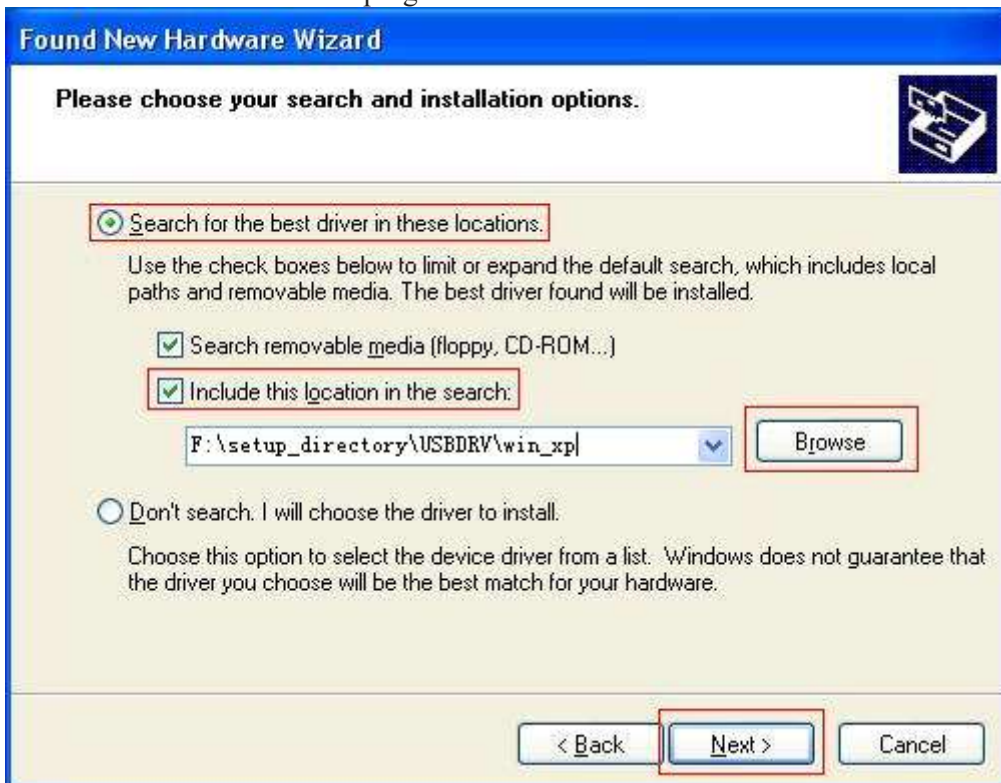 Found New Hardware Wizard
Please choose your search and installation options.
Search for the best driver in these locations.
Use the check boxes below to limit or expand the default search, which includes local
paths and removable media. The best driver found will be installed.
Search removable media (floppy, CD-ROM...)
Include this location in the search:
F:\setup_directory\USBDRV\win_xp
Browse
Don't search. I will choose the driver to install.
Choose this option to select the device driver from a list. Windows does not guarantee that
the driver you choose will be the best match for your hardware.
< Back
Next >
Cancel